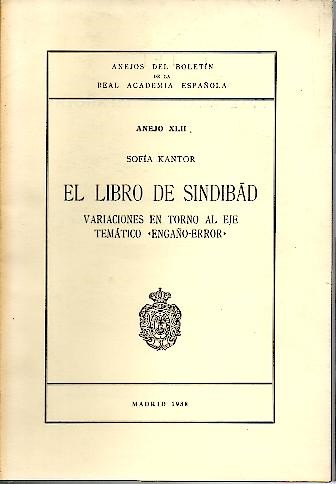 ANEJOS DEL BOLETÍN
DE LA
REAL ACADEMIA ESPAÑOLA
ANEJO XLII
SOFÍA KANTOR
EL LIBRO DE SINDIBĀD
VARIACIONES EN TORNO AL EJE
TEMÁTICO «ENGAÑO-ERROR»
MADRID 1988